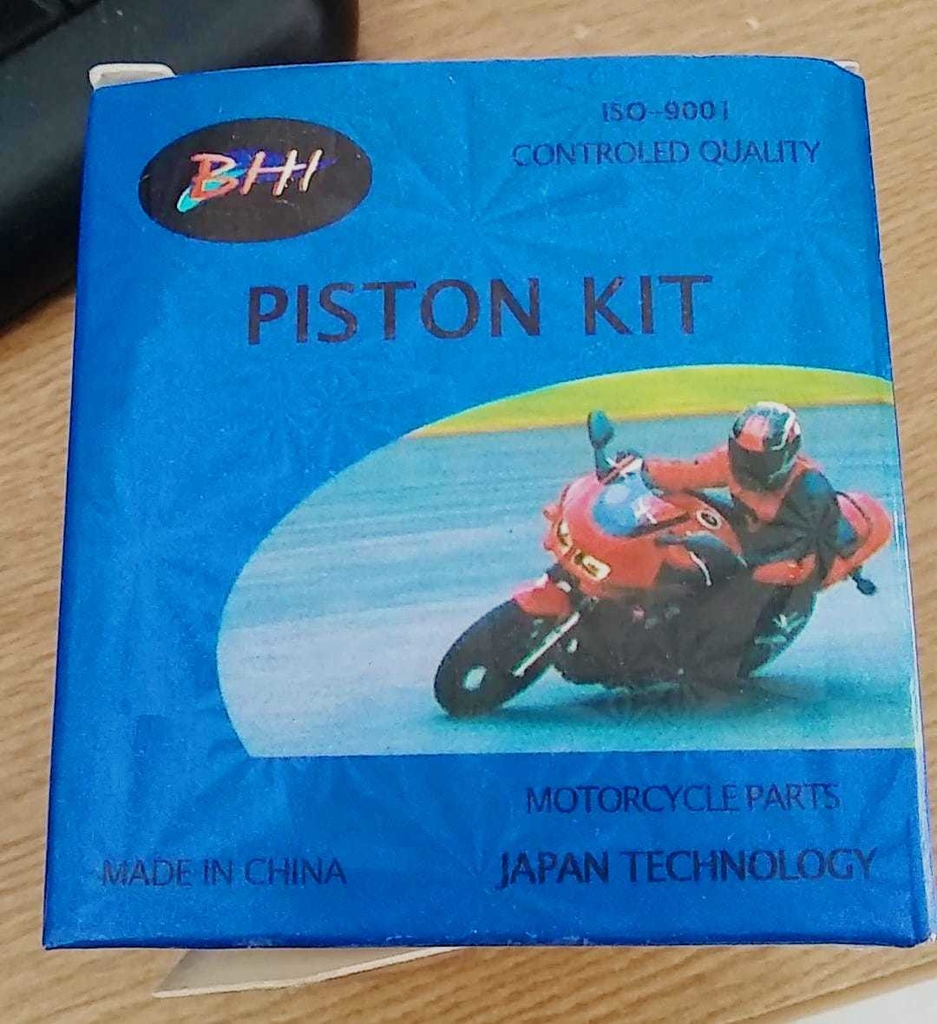 BHI
ISO-9001
CONTROLED QUALITY
PISTON KIT
MOTORCYCLE PARTS
MADE IN CHINA
JAPAN TECHNOLOGY